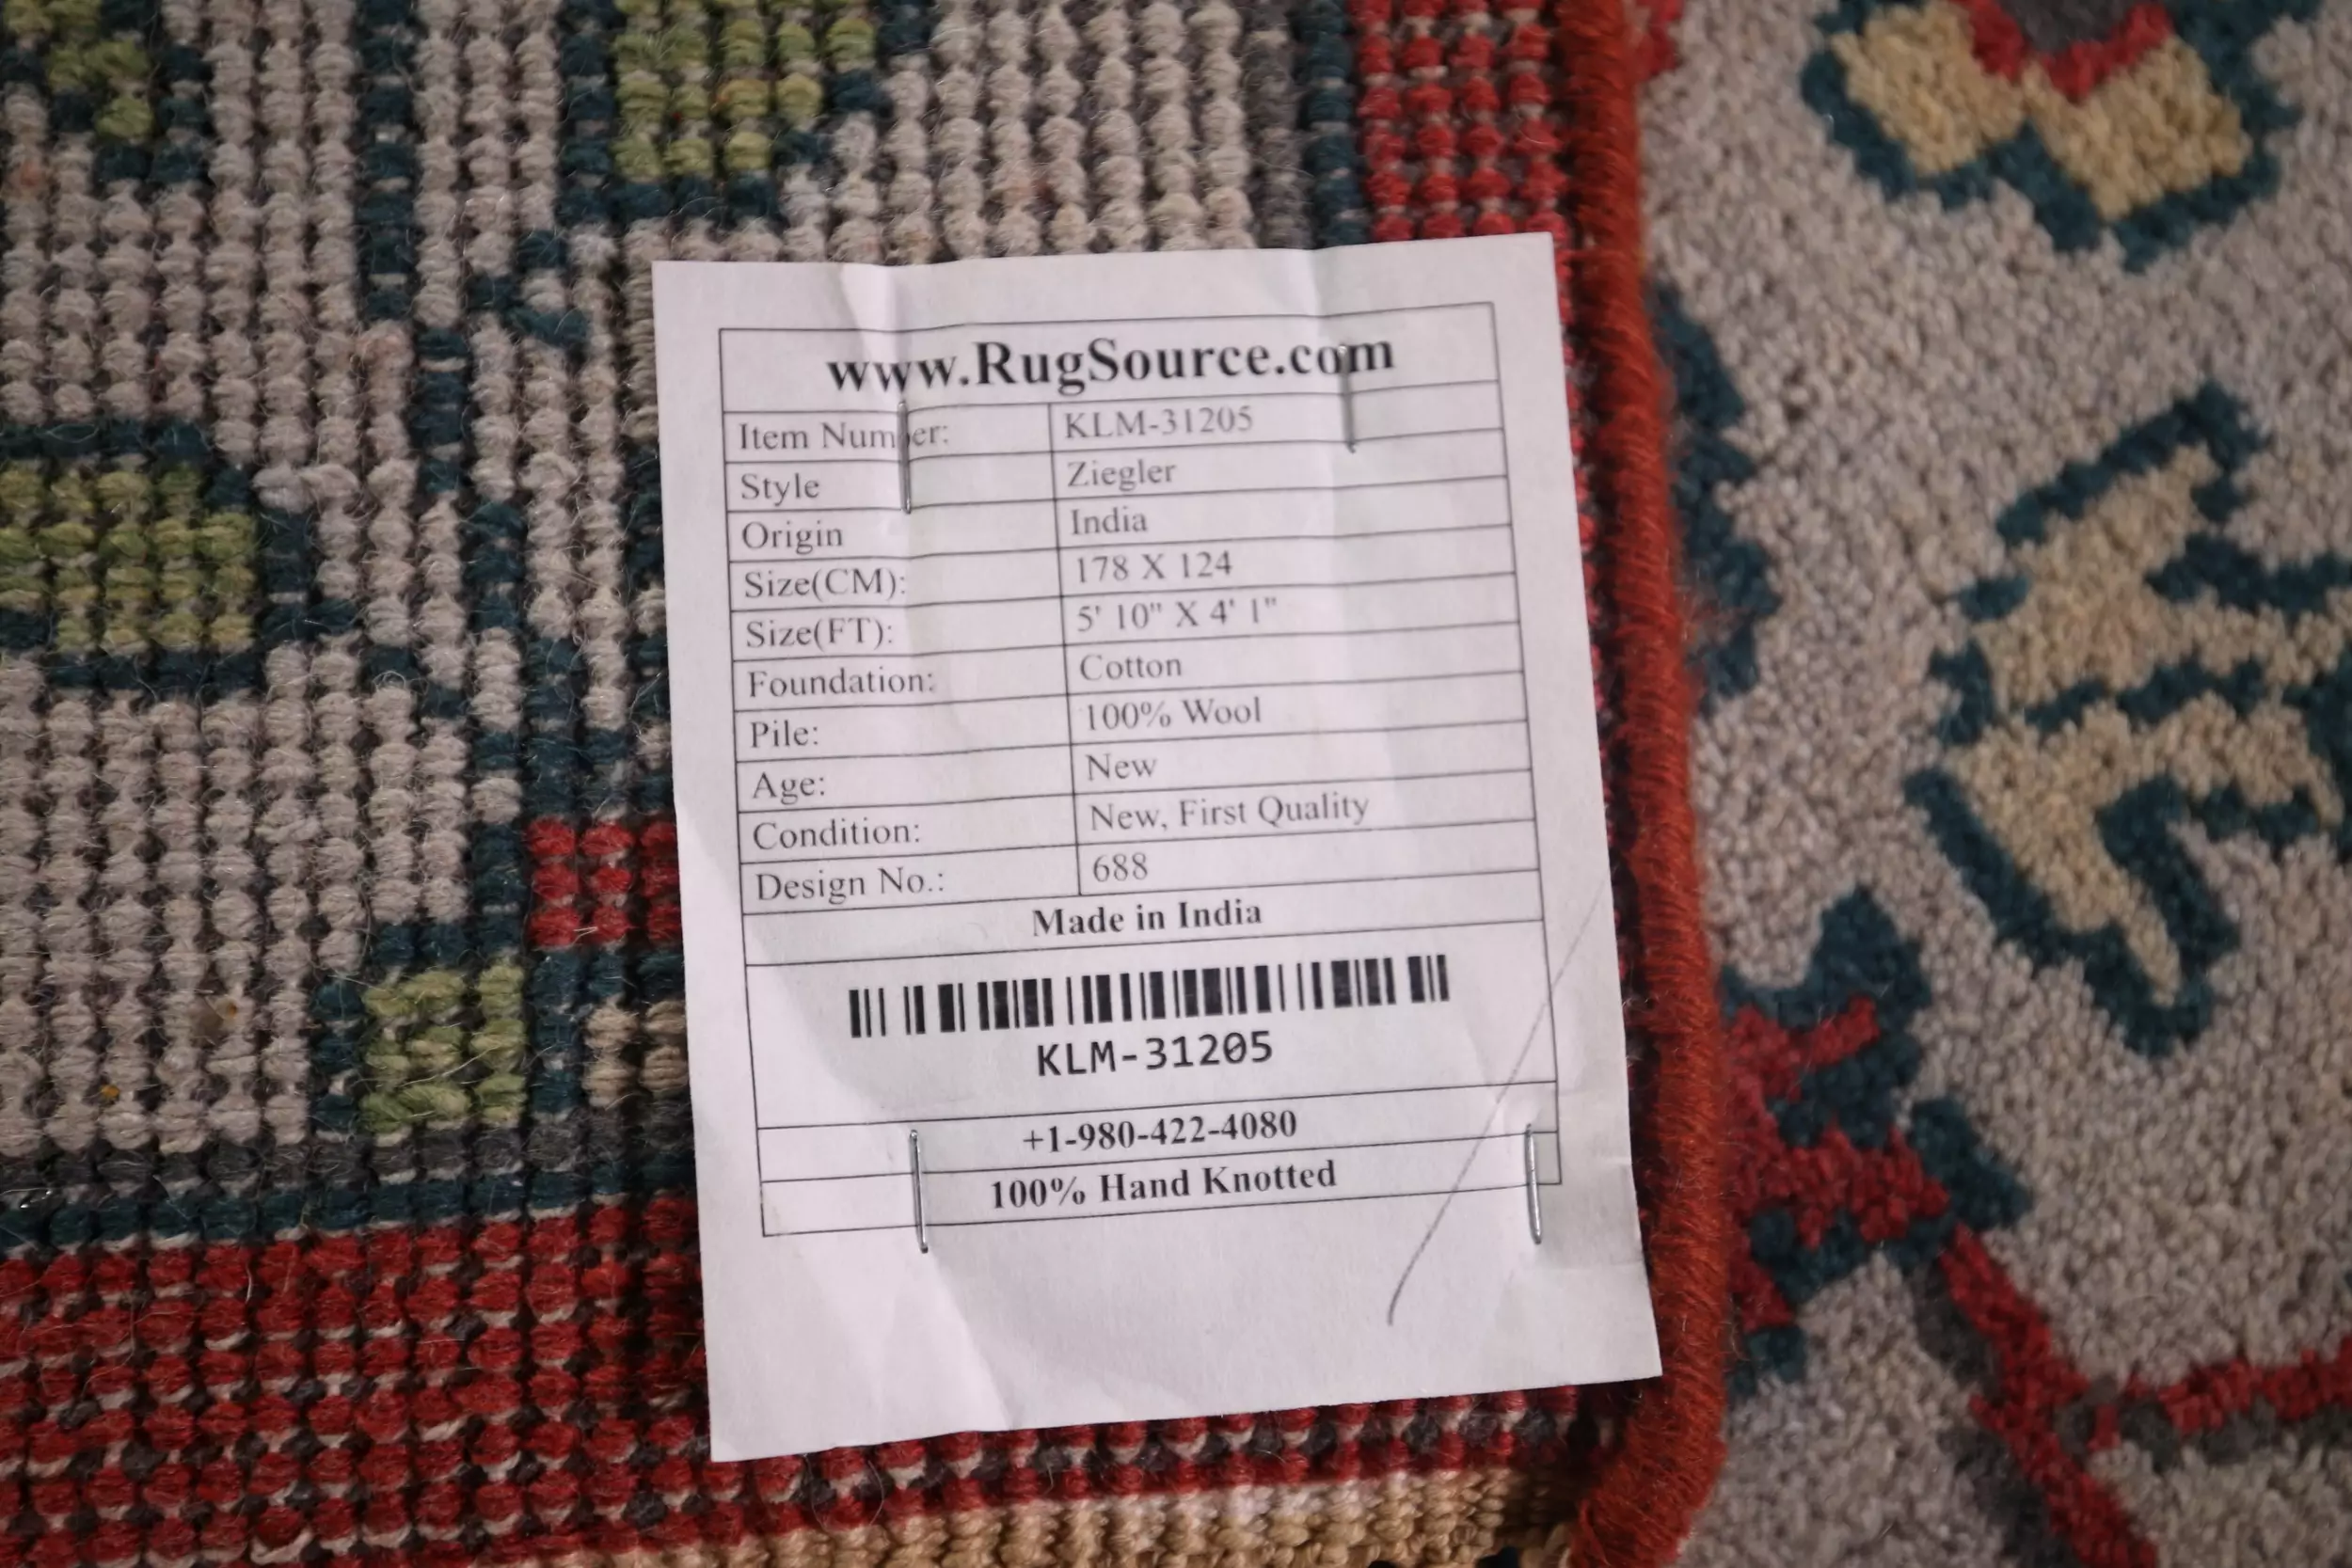 www.RugSource.com
Item Number: KLM-31205
Style Ziegler
Origin India
Size(CM): 178 X 124
Size(FT): 5' 10" X 4' 1"
Foundation: Cotton
Pile: 100% Wool
Age: New
Condition: New, First Quality
Design No.: 688
Made in India
KLM-31205
+1-980-422-4080
100% Hand Knotted